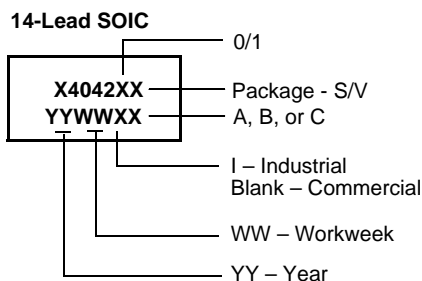 14-Lead SOIC
0/1
X4042XX
Package - S/V
YYWWXX
A, B, or C
I – Industrial
Blank – Commercial
WW – Workweek
YY – Year